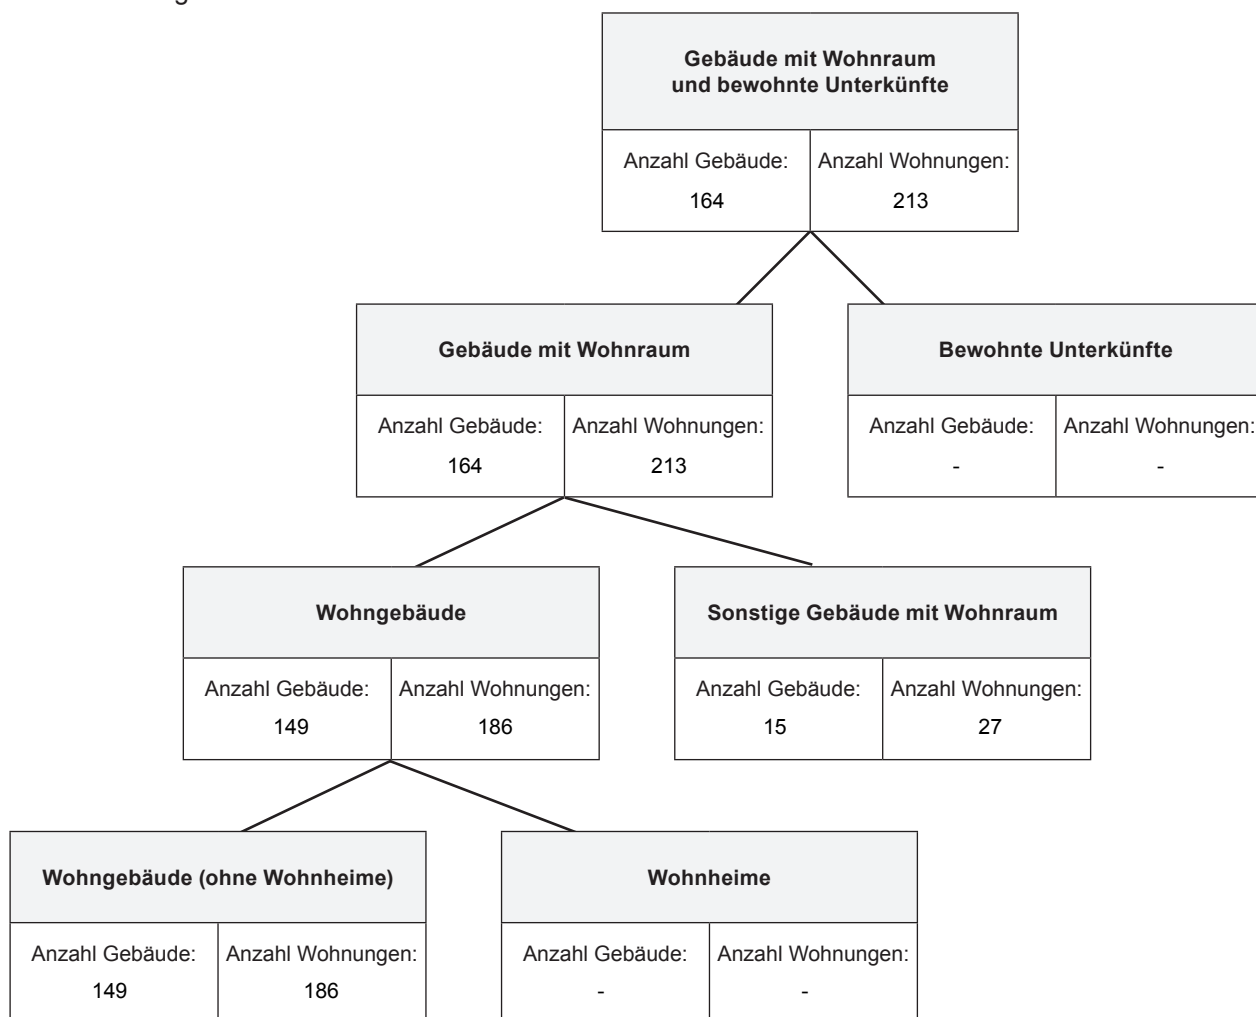 Gebäude mit Wohnraum
und bewohnte Unterkünfte
Anzahl Gebäude: Anzahl Wohnungen:
164 213
Gebäude mit Wohnraum
Anzahl Gebäude: Anzahl Wohnungen:
164 213
Bewohnte Unterkünfte
Anzahl Gebäude: Anzahl Wohnungen:
- -
Wohngebäude
Anzahl Gebäude: Anzahl Wohnungen:
149 186
Sonstige Gebäude mit Wohnraum
Anzahl Gebäude: Anzahl Wohnungen:
15 27
Wohngebäude (ohne Wohnheime)
Anzahl Gebäude: Anzahl Wohnungen:
149 186
Wohnheime
Anzahl Gebäude: Anzahl Wohnungen:
- -